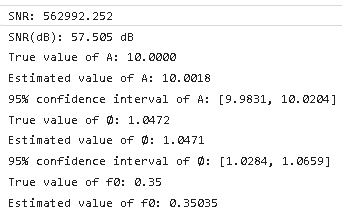 SNR: 562992.252
SNR(dB): 57.505 dB
True value of A: 10.0000
Estimated value of A: 10.0018
95% confidence interval of A: [9.9831, 10.0204]
True value of Ø: 1.0472
Estimated value of Ø: 1.0471
95% confidence interval of Ø: [1.0284, 1.0659]
True value of f0: 0.35
Estimated value of f0: 0.35035